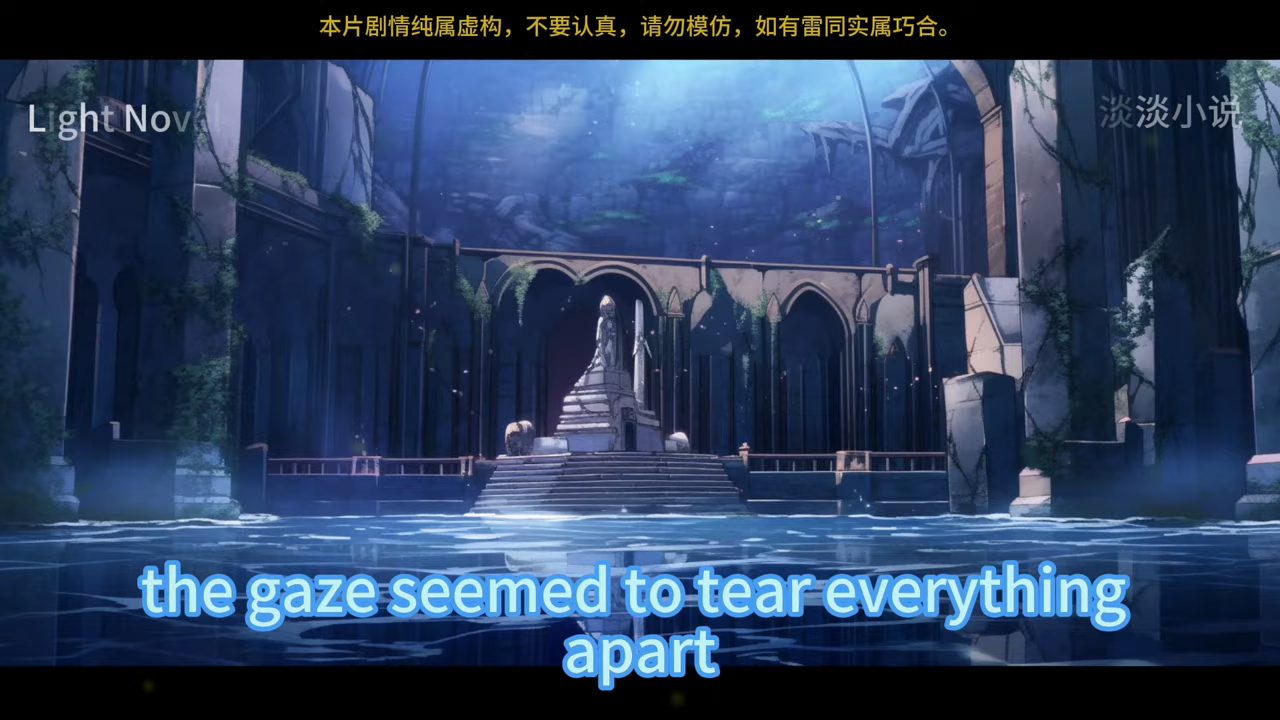 本片剧情纯属虚构，不要认真，请勿模仿，如有雷同实属巧合。
Light Novel
淡淡小说
the gaze seemed to tear everything
apart